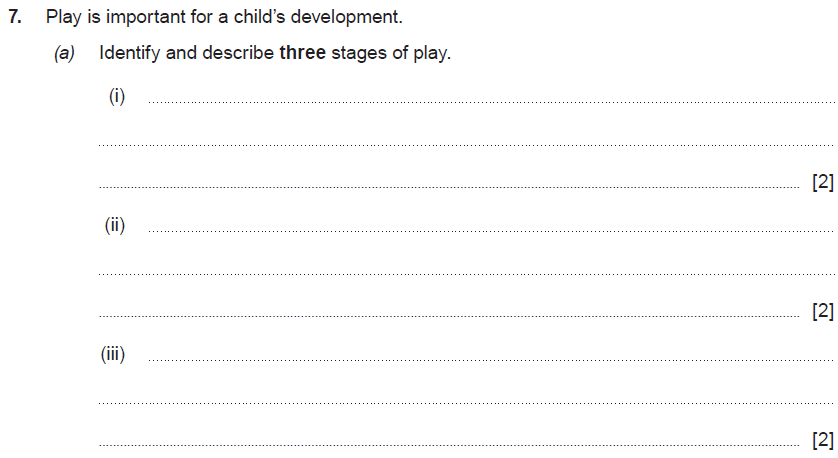 7. Play is important for a child’s development.
(a) Identify and describe three stages of play.
(i)
[2]
(ii)
[2]
(iii)
[2]